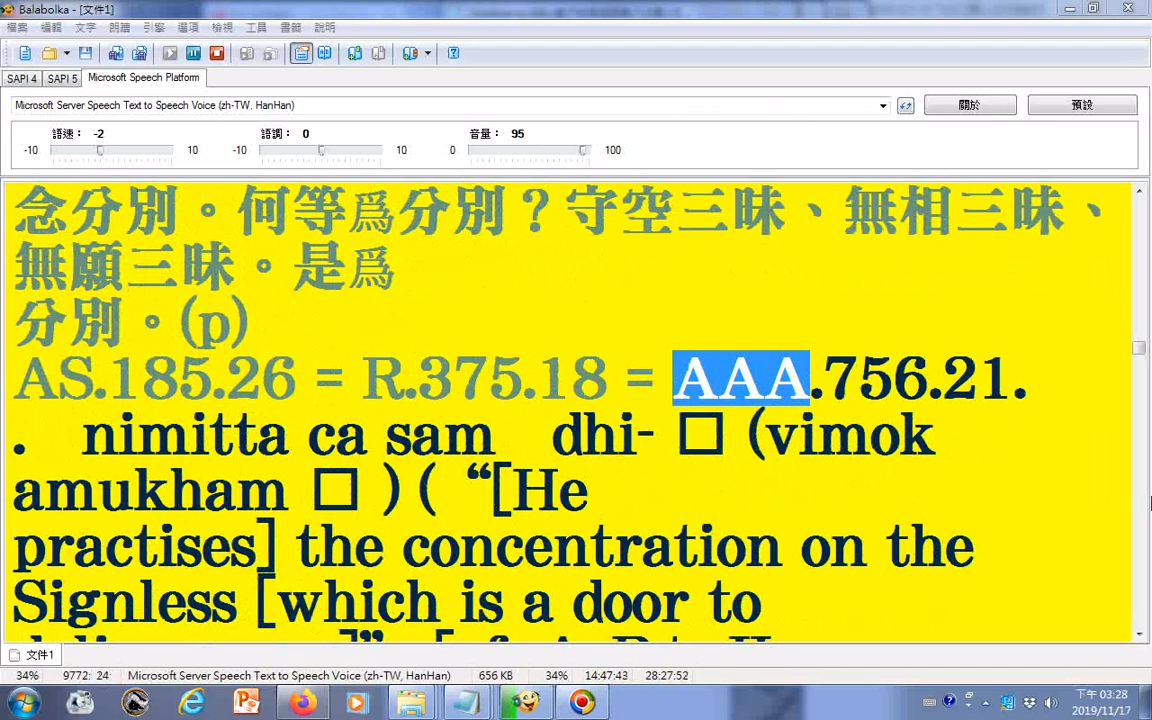 Balabolka - [文件1]
檔案 編輯 文字 朗讀 引擎 選項 檢視 工具 書籤 說明
SAPI 4 SAPI 5 Microsoft Speech Platform
Microsoft Server Speech Text to Speech Voice (zh-TW, HanHan) 關於 預設
語速： -2 語調： 0 音量： 95
-10 10 -10 10 0 100
念分別。何等爲分別？守空三昧、無相三昧、
無願三昧。是爲
分別。(p)
AS.185.26 = R.375.18 = AAA.756.21.
. nimitta ca sam dhi- □ (vimok
amukham □ ) ( “[He
practises] the concentration on the
Signless [which is a door to
文件1
34% 9772: 24 Microsoft Server Speech Text to Speech Voice (zh-TW, HanHan) 656 KB 34% 14:47:43 28:27:52
下午 03:28
2019/11/17